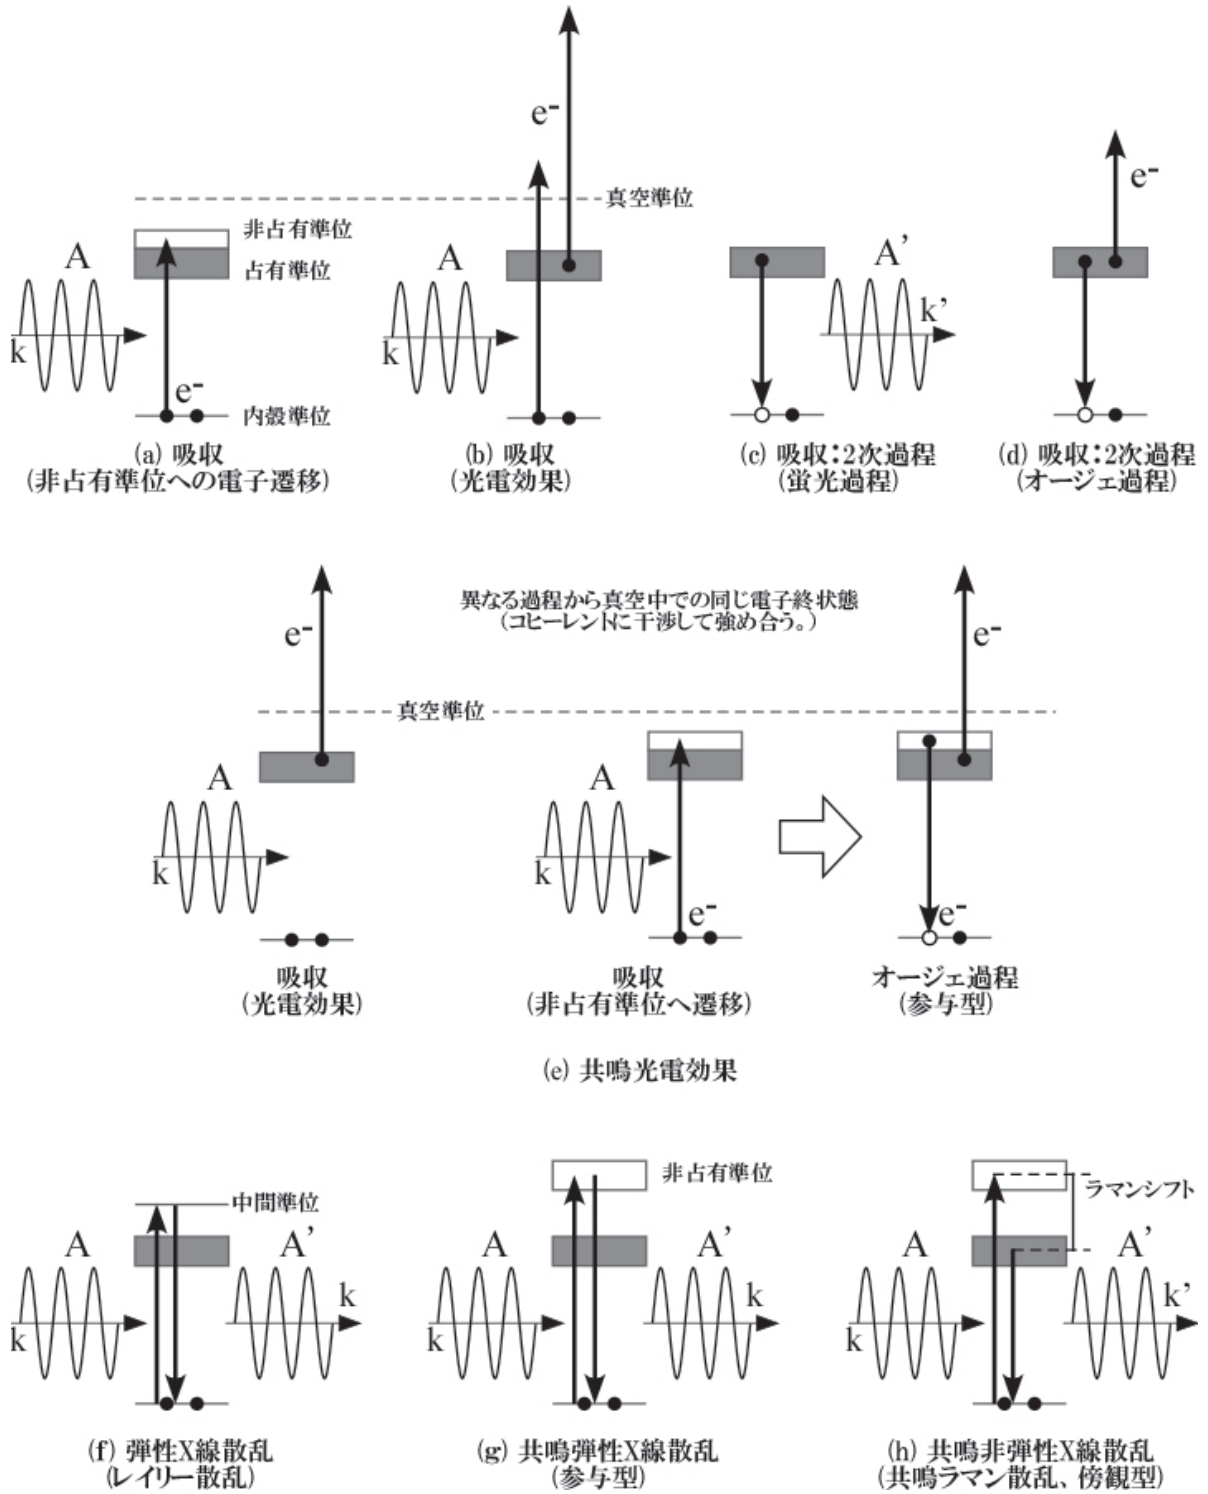 e-
真空準位
e-
非占有準位
A
占有準位
A
A'
k
k
k'
e-
内殻準位
(a) 吸収
(非占有準位への電子遷移)
(b) 吸収
(光電効果)
(c) 吸収:2次過程
(蛍光過程)
(d) 吸収:2次過程
(オージェ過程)
異なる過程から真空中での同じ電子終状態
(コヒーレントに干渉して強め合う。)
e-
e-
真空準位
A
A
k
k
e-
e-
吸収
(光電効果)
吸収
(非占有準位へ遷移)
オージェ過程
(参与型)
(e) 共鳴光電効果
中間準位
非占有準位
ラマンシフト
A
A'
A
A'
A
A'
k
k
k
k
k
k'
(f) 弾性X線散乱
(レイリー散乱)
(g) 共鳴弾性X線散乱
(参与型)
(h) 共鳴非弾性X線散乱
(共鳴ラマン散乱、傍観型)